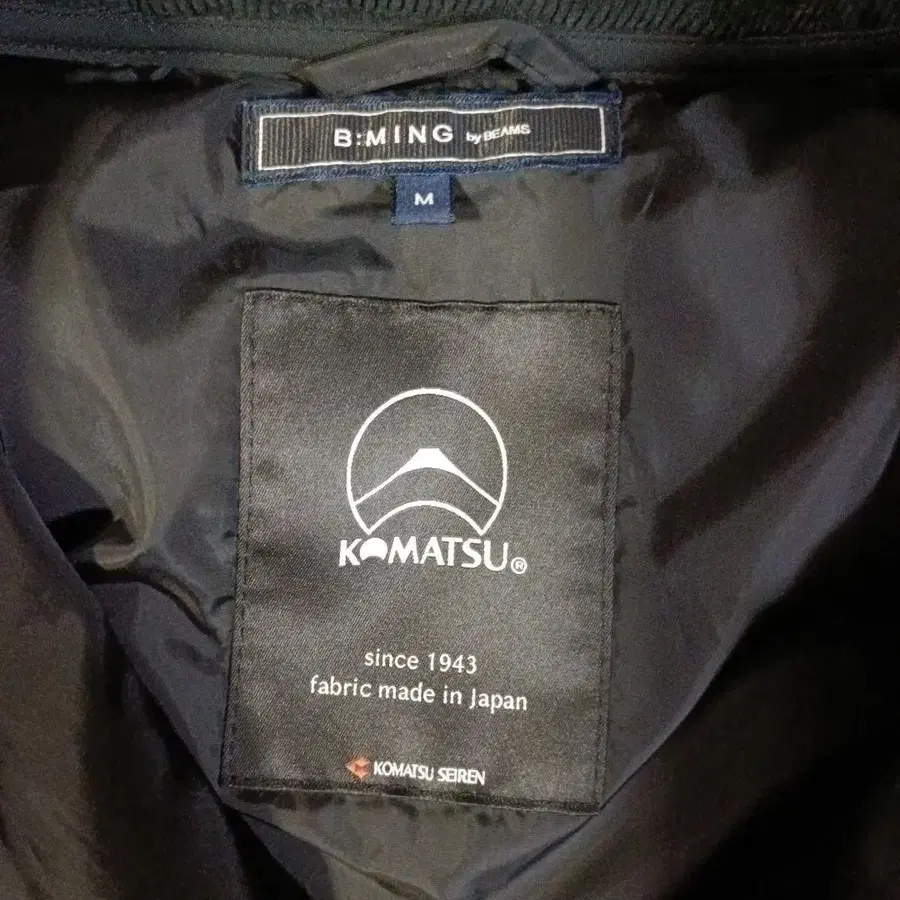 B:MING by BEAMS
M
KOMATSU®
since 1943
fabric made in Japan
KOMATSU SEIREN